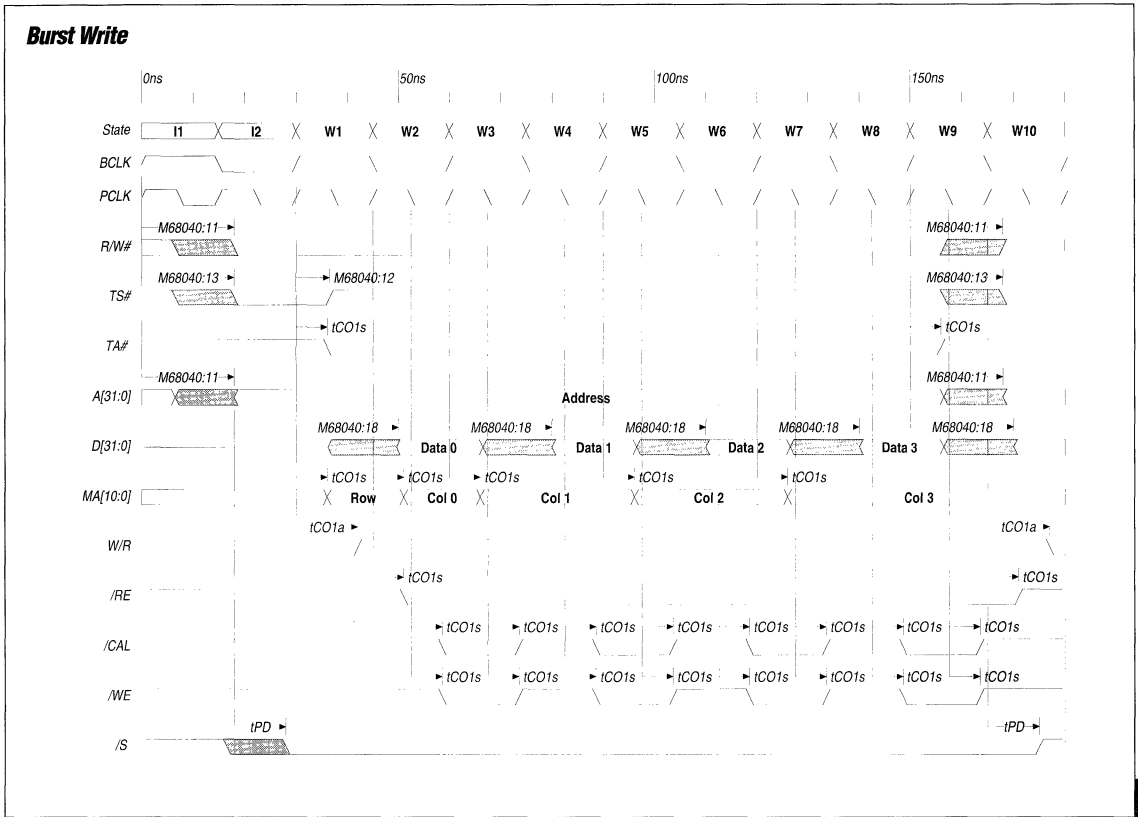 Burst Write
0ns 50ns 100ns 150ns
State I1 I2 W1 W2 W3 W4 W5 W6 W7 W8 W9 W10
BCLK
PCLK
M68040:11 M68040:11
R/W#
M68040:13 M68040:12 M68040:13
TS#
tCO1s tCO1s
TA#
M68040:11 M68040:11
A[31:0] Address
M68040:18 M68040:18 M68040:18 M68040:18 M68040:18
D[31:0] Data 0 Data 1 Data 2 Data 3
tCO1s tCO1s tCO1s tCO1s tCO1s
MA[10:0] Row Col 0 Col 1 Col 2 Col 3
tCO1a tCO1a
W/R
tCO1s tCO1s
/RE
tCO1s tCO1s tCO1s tCO1s tCO1s tCO1s tCO1s tCO1s
/CAL
tCO1s tCO1s tCO1s tCO1s tCO1s tCO1s tCO1s tCO1s
/WE
tPD tPD
/S